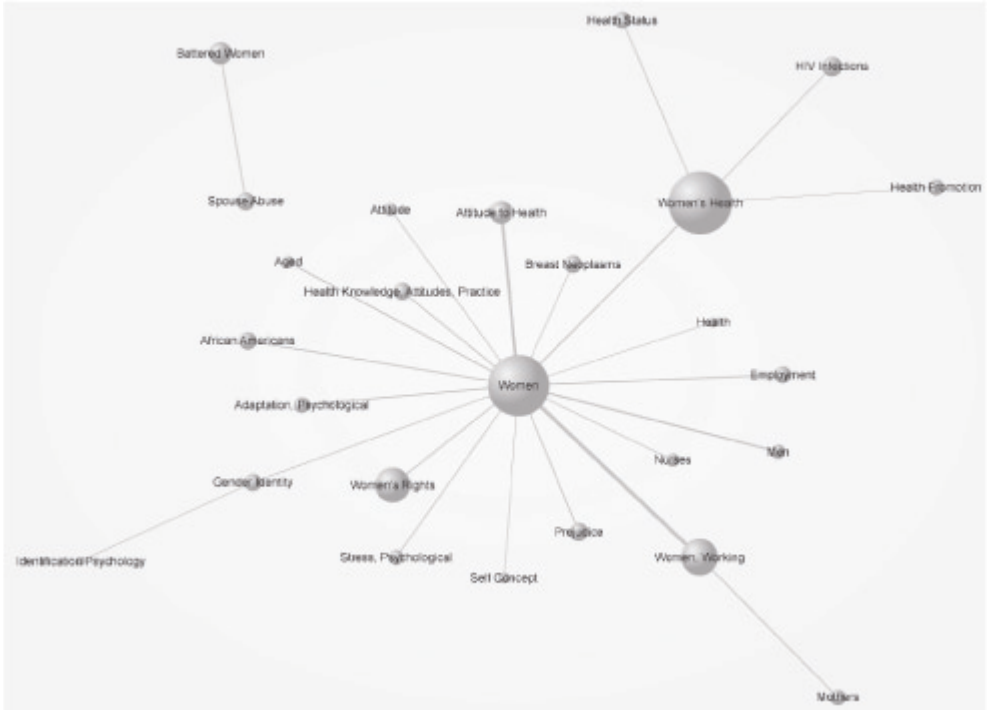 Health Status
Battered Women
HIV Infections
Health Promotion
Spouse Abuse
Women's Health
Attitude
Attitude to Health
Aged
Breast Neoplasms
Health Knowledge, Attitudes, Practice
Health
African Americans
Employment
Women
Adaptation, Psychological
Men
Nurses
Gender Identity
Women's Rights
Prejudice
Identification Psychology
Stress, Psychological
Women, Working
Self Concept
Mothers